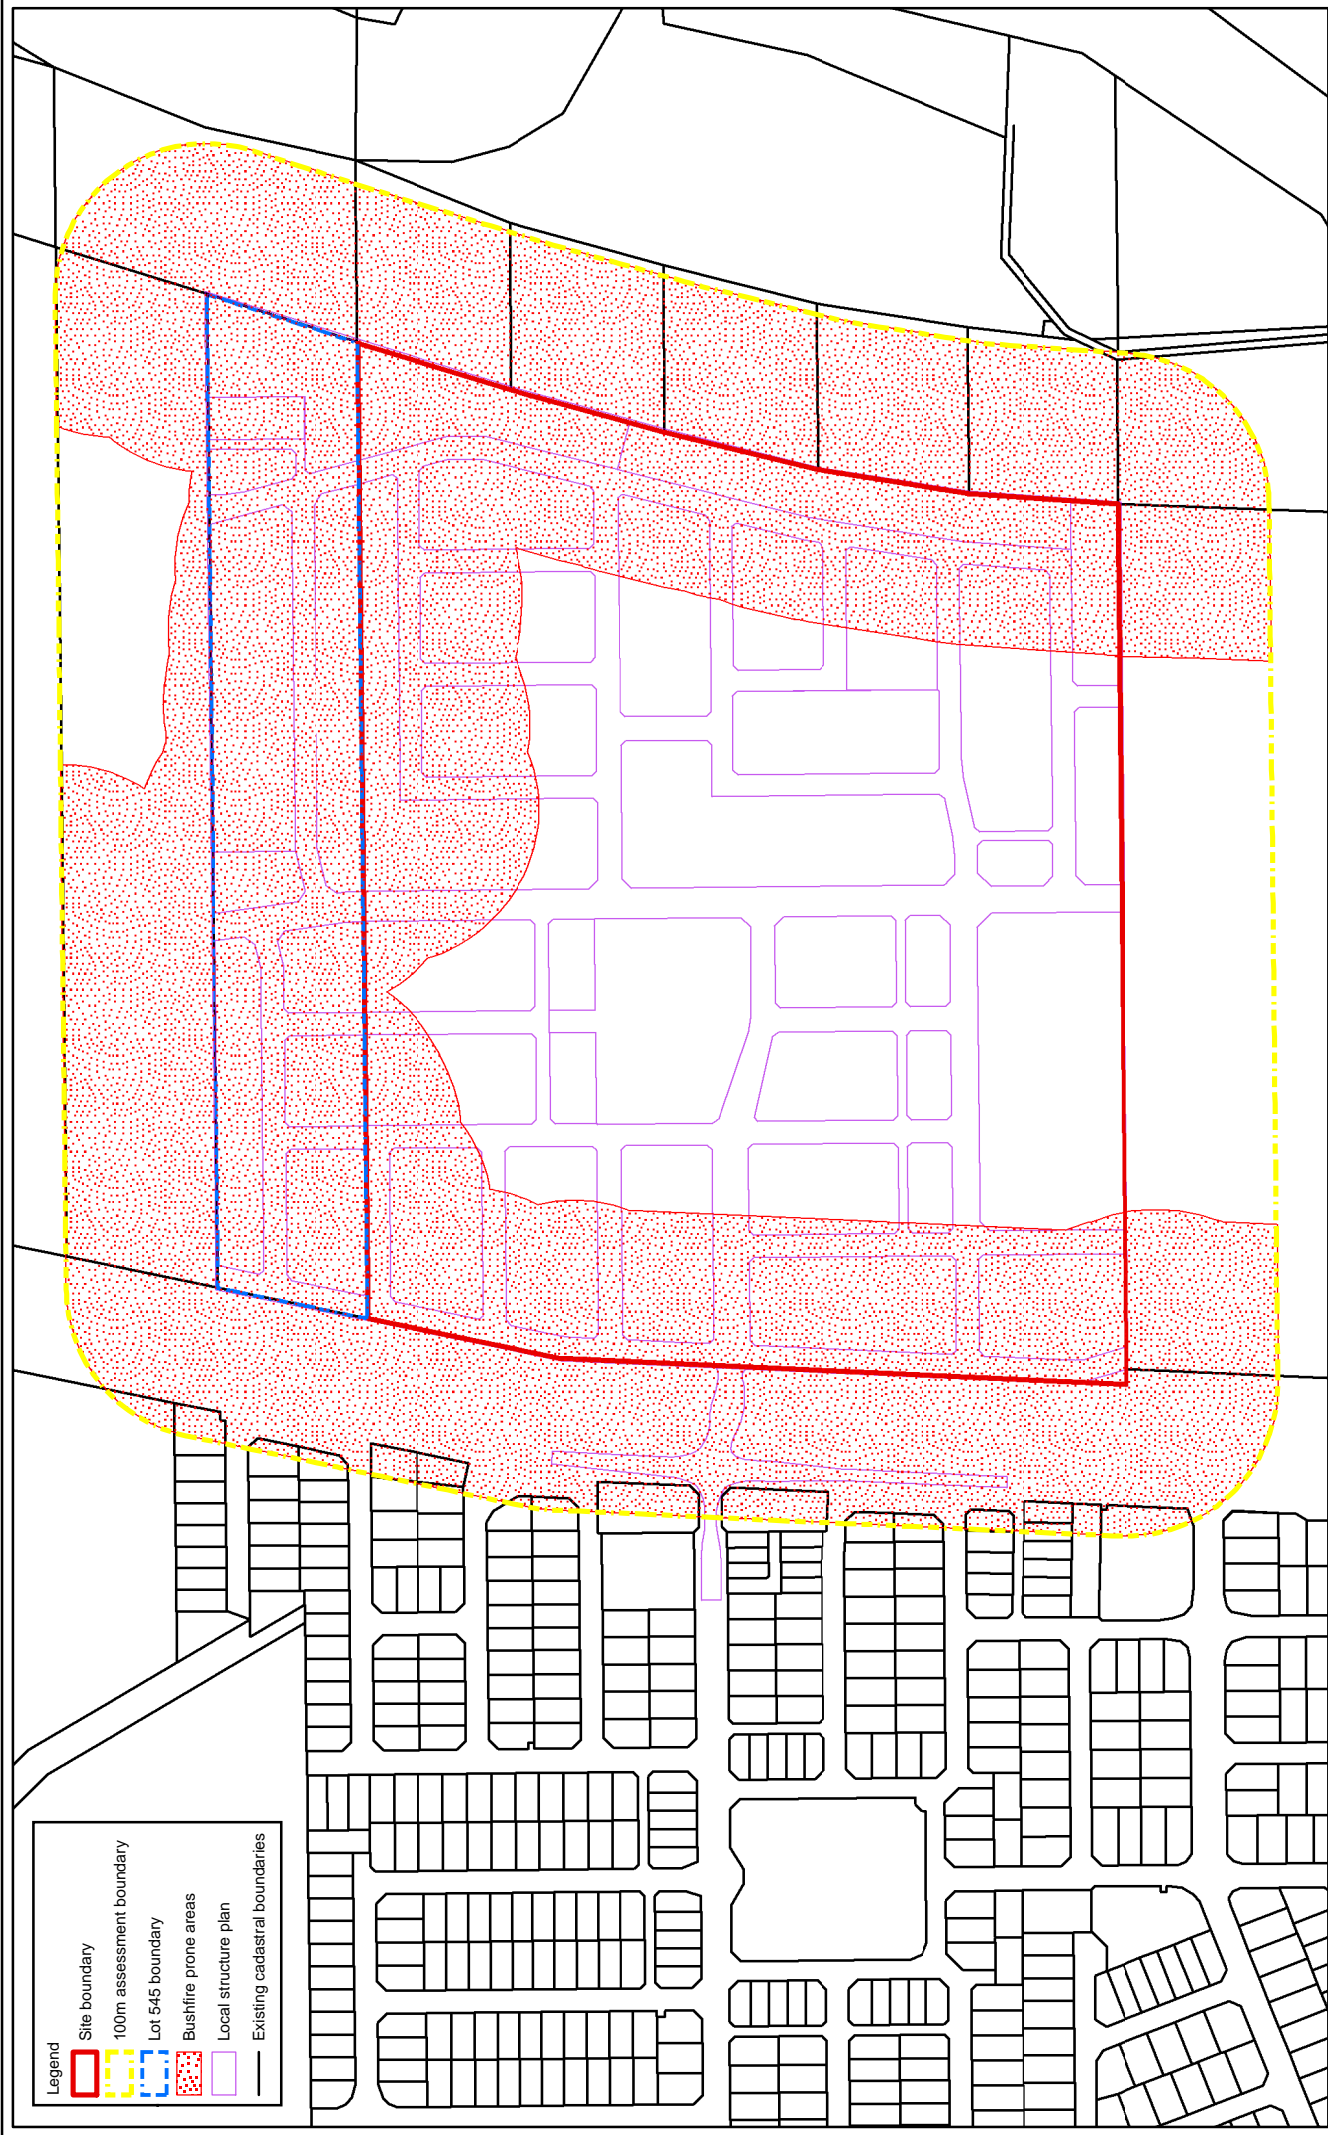 Legend
Site boundary
100m assessment boundary
Lot 545 boundary
Bushfire prone areas
Local structure plan
Existing cadastral boundaries